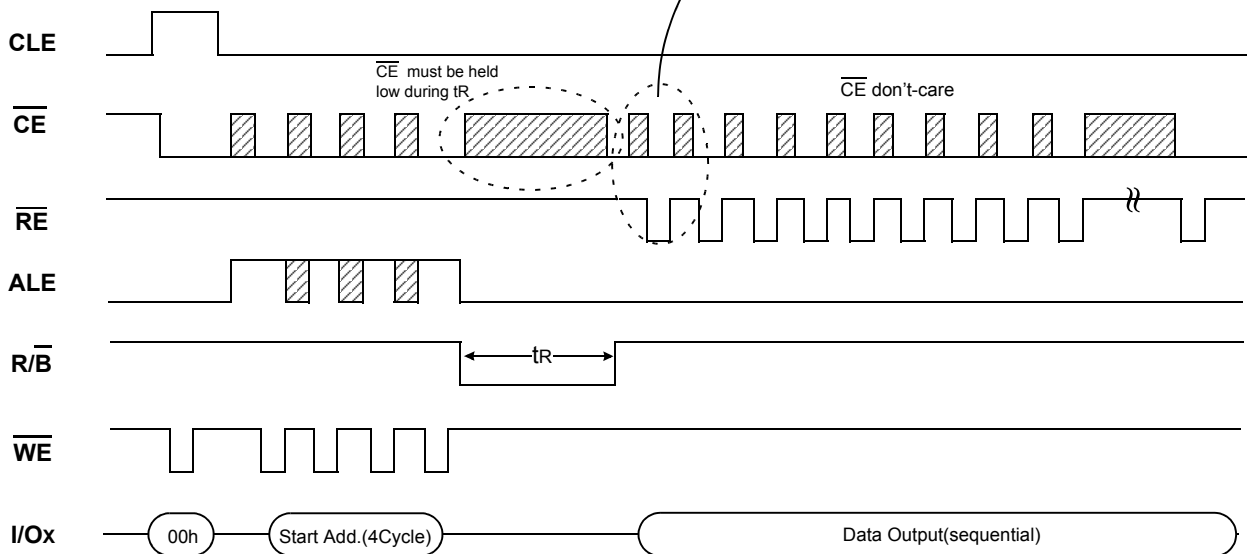 CLE
CE must be held
low during tR
CE don't-care
CE
RE
ALE
R/B
tR
WE
I/Ox
00h
Start Add.(4Cycle)
Data Output(sequential)